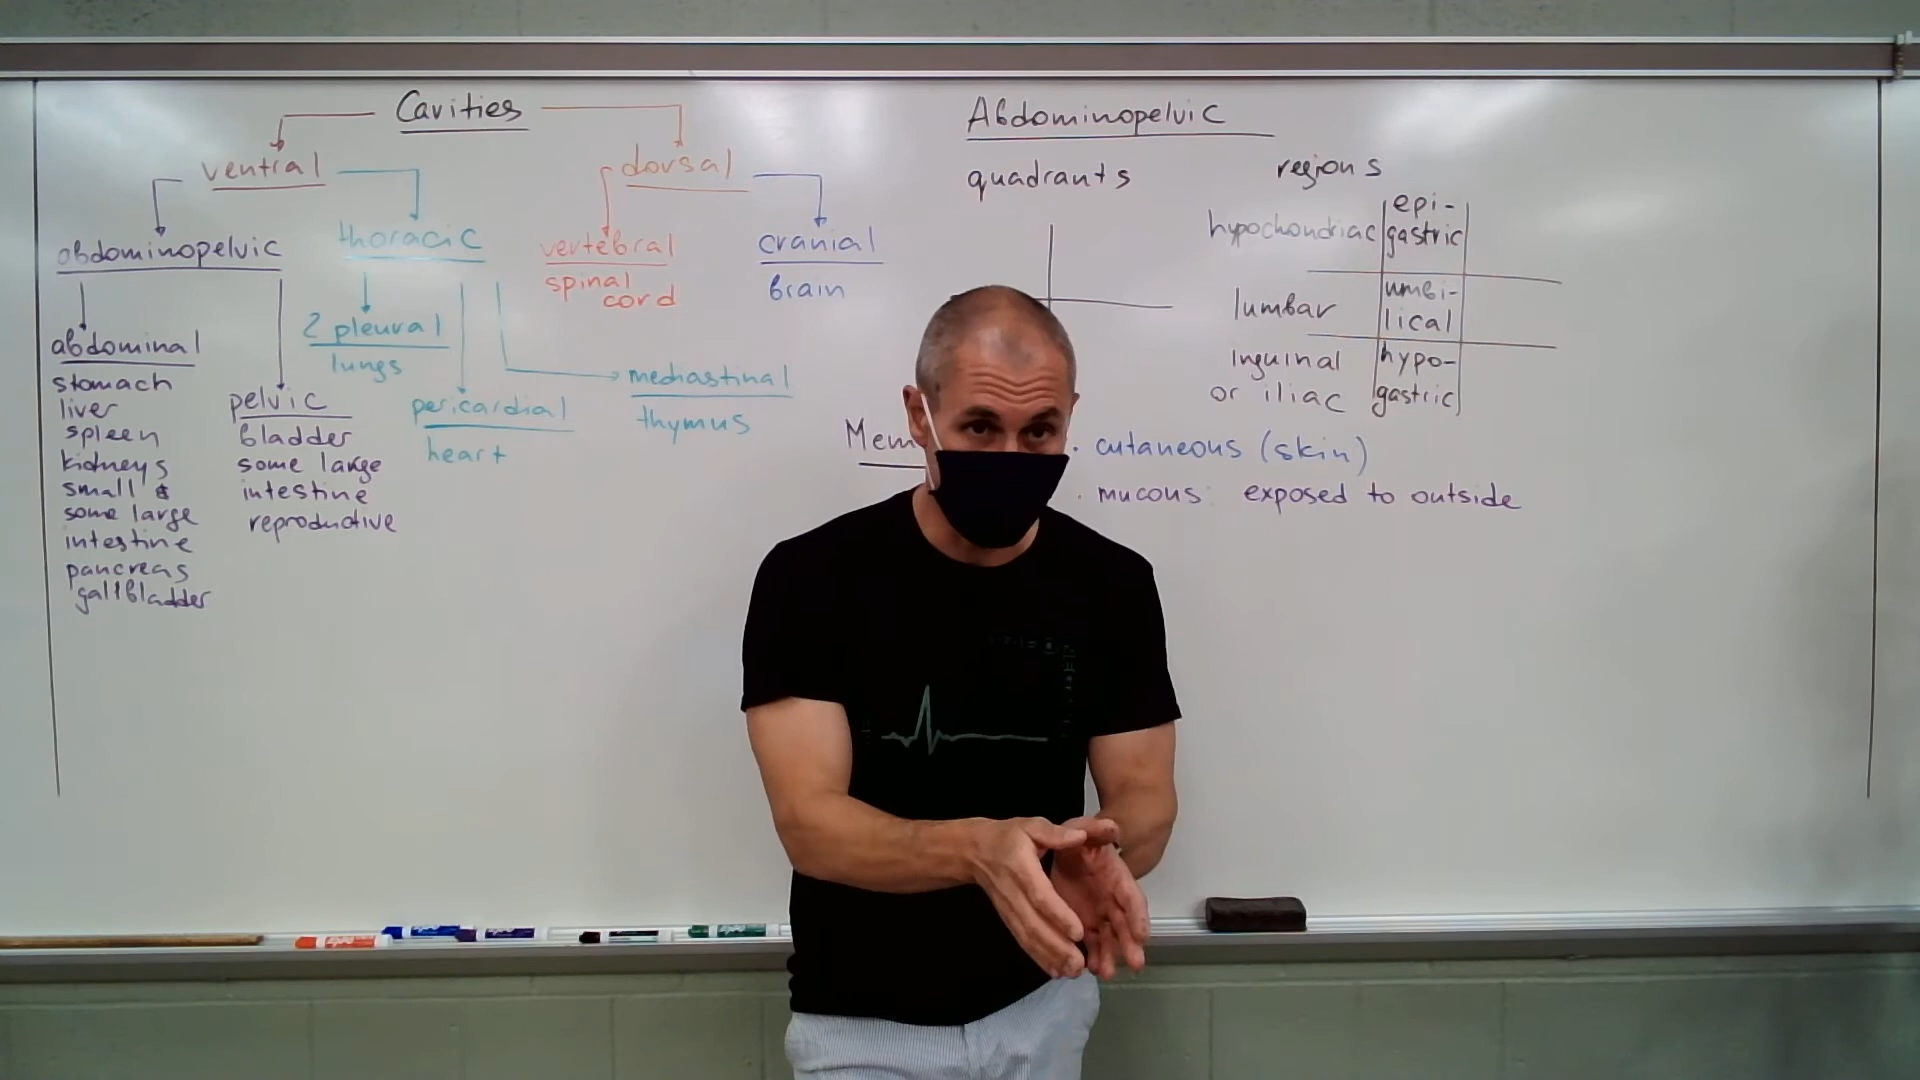 Cavities
ventral
dorsal
abdominopelvic
thoracic
vertebral
spinal
cord
cranial
brain
abdominal
stomach
liver
spleen
kidneys
small &
some large
intestine
pancreas
gallbladder
pelvic
bladder
some large
intestine
reproductive
2 pleural
lungs
pericardial
heart
mediastinal
thymus
Abdominopelvic
quadrants
regions
hypochondriac
epi-
gastric
lumbar
umbi-
lical
Inguinal
or iliac
hypo-
gastric
Mem
· cutaneous (skin)
· mucous: exposed to outside